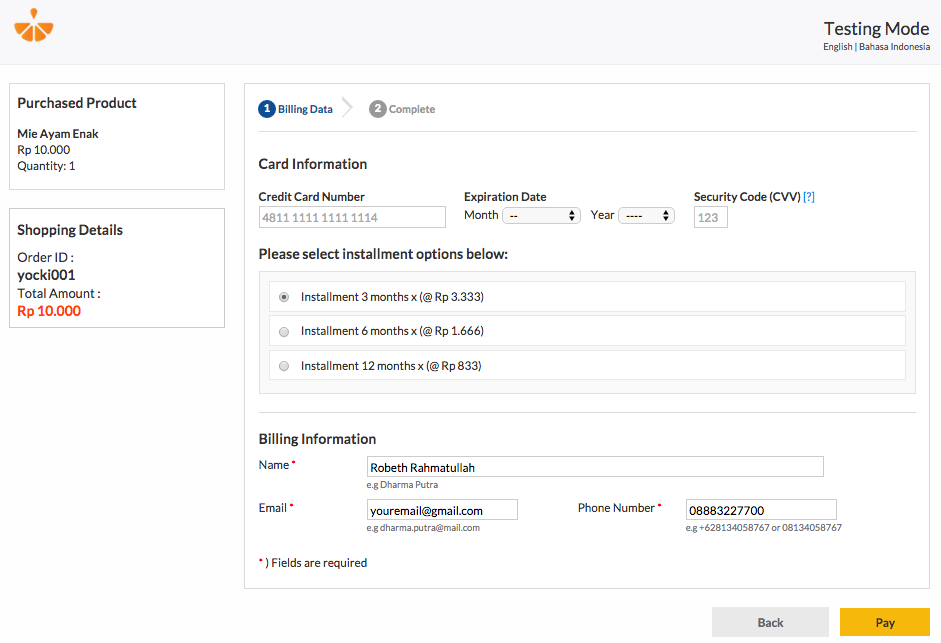 Testing Mode
English | Bahasa Indonesia
Purchased Product
Mie Ayam Enak
Rp 10.000
Quantity: 1
Shopping Details
Order ID :
yocki001
Total Amount :
Rp 10.000
1 Billing Data 2 Complete
Card Information
Credit Card Number Expiration Date Security Code (CVV) [?]
4811 1111 1111 1114 Month -- Year ---- 123
Please select installment options below:
Installment 3 months x (@ Rp 3.333)
Installment 6 months x (@ Rp 1.666)
Installment 12 months x (@ Rp 833)
Billing Information
Name * Robeth Rahmatullah
e.g Dharma Putra
Email * youremail@gmail.com Phone Number * 08883227700
e.g dharma.putra@mail.com e.g +628134058767 or 08134058767
* ) Fields are required
Back Pay